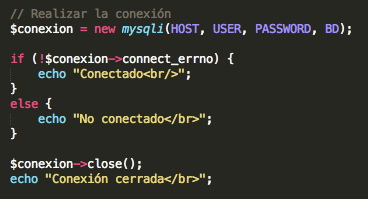 // Realizar la conexión
$conexion = new mysqli(HOST, USER, PASSWORD, BD);

if (!$conexion->connect_errno) {
    echo "Conectado<br/>";
}
else {
    echo "No conectado</br>";
}

$conexion->close();
echo "Conexión cerrada</br>";